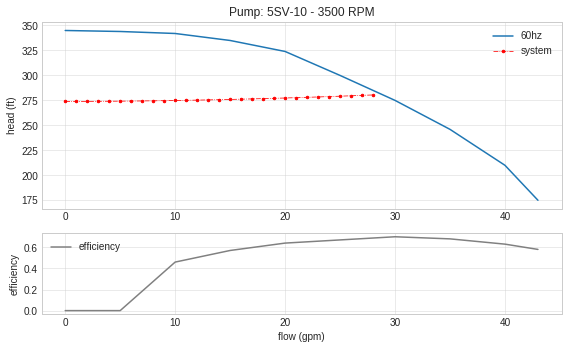 Pump: 5SV-10 - 3500 RPM
350
325
300
275
250
225
200
175
head (ft)
60hz
system
0 10 20 30 40
0.6
0.4
0.2
0.0
efficiency
efficiency
0 10 20 30 40
flow (gpm)